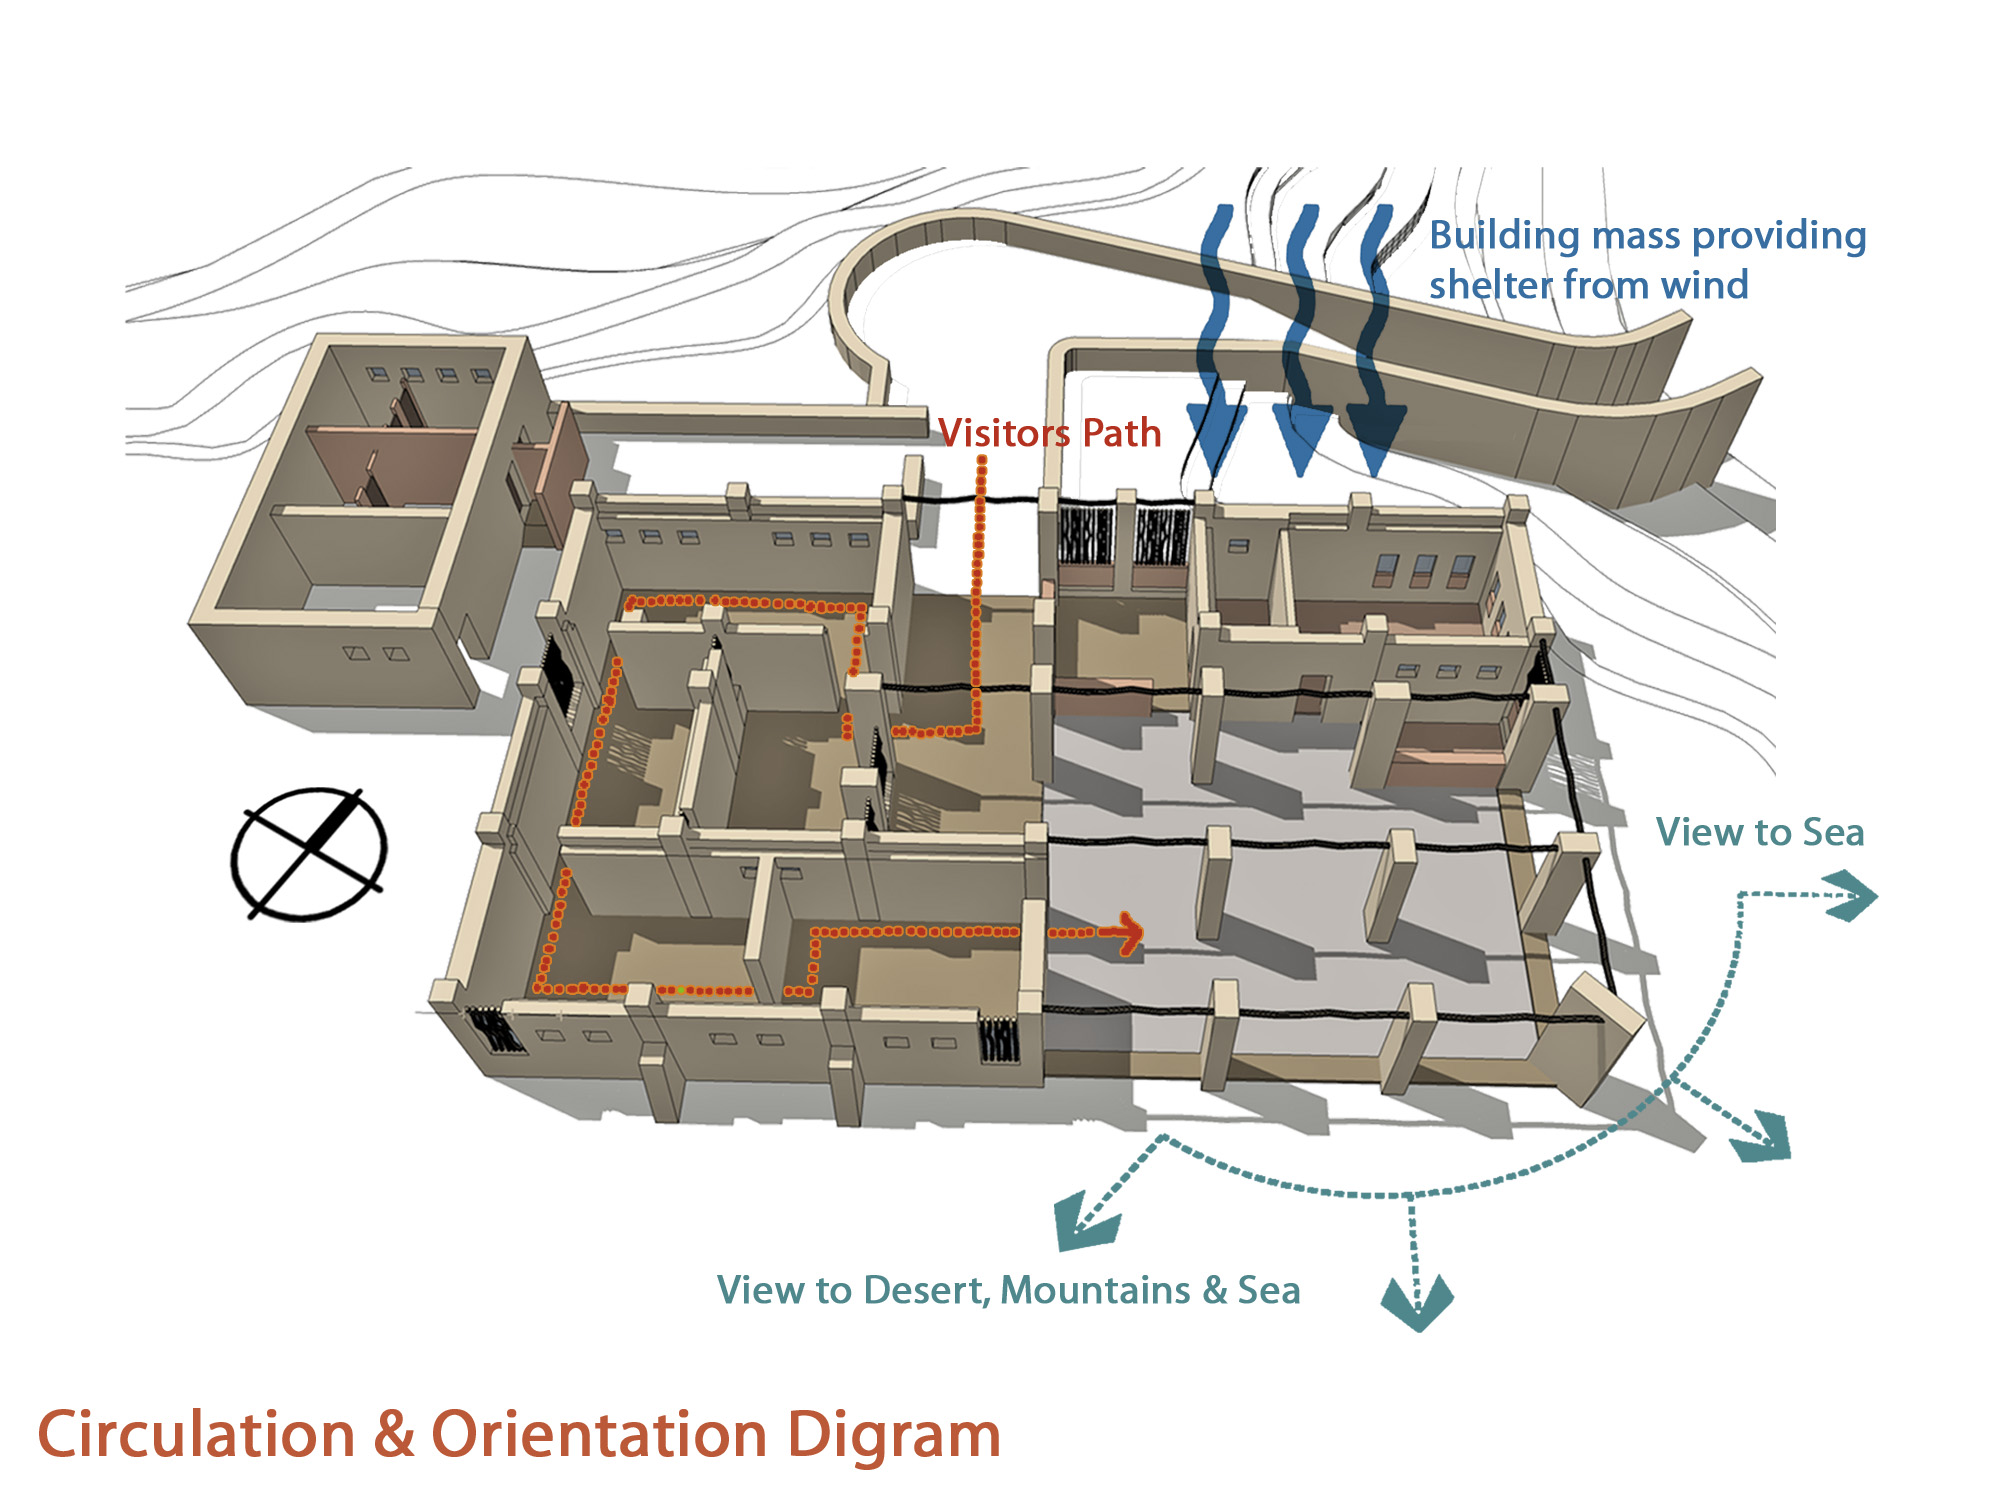 Building mass providing
shelter from wind
Visitors Path
View to Sea
View to Desert, Mountains & Sea
Circulation & Orientation Digram